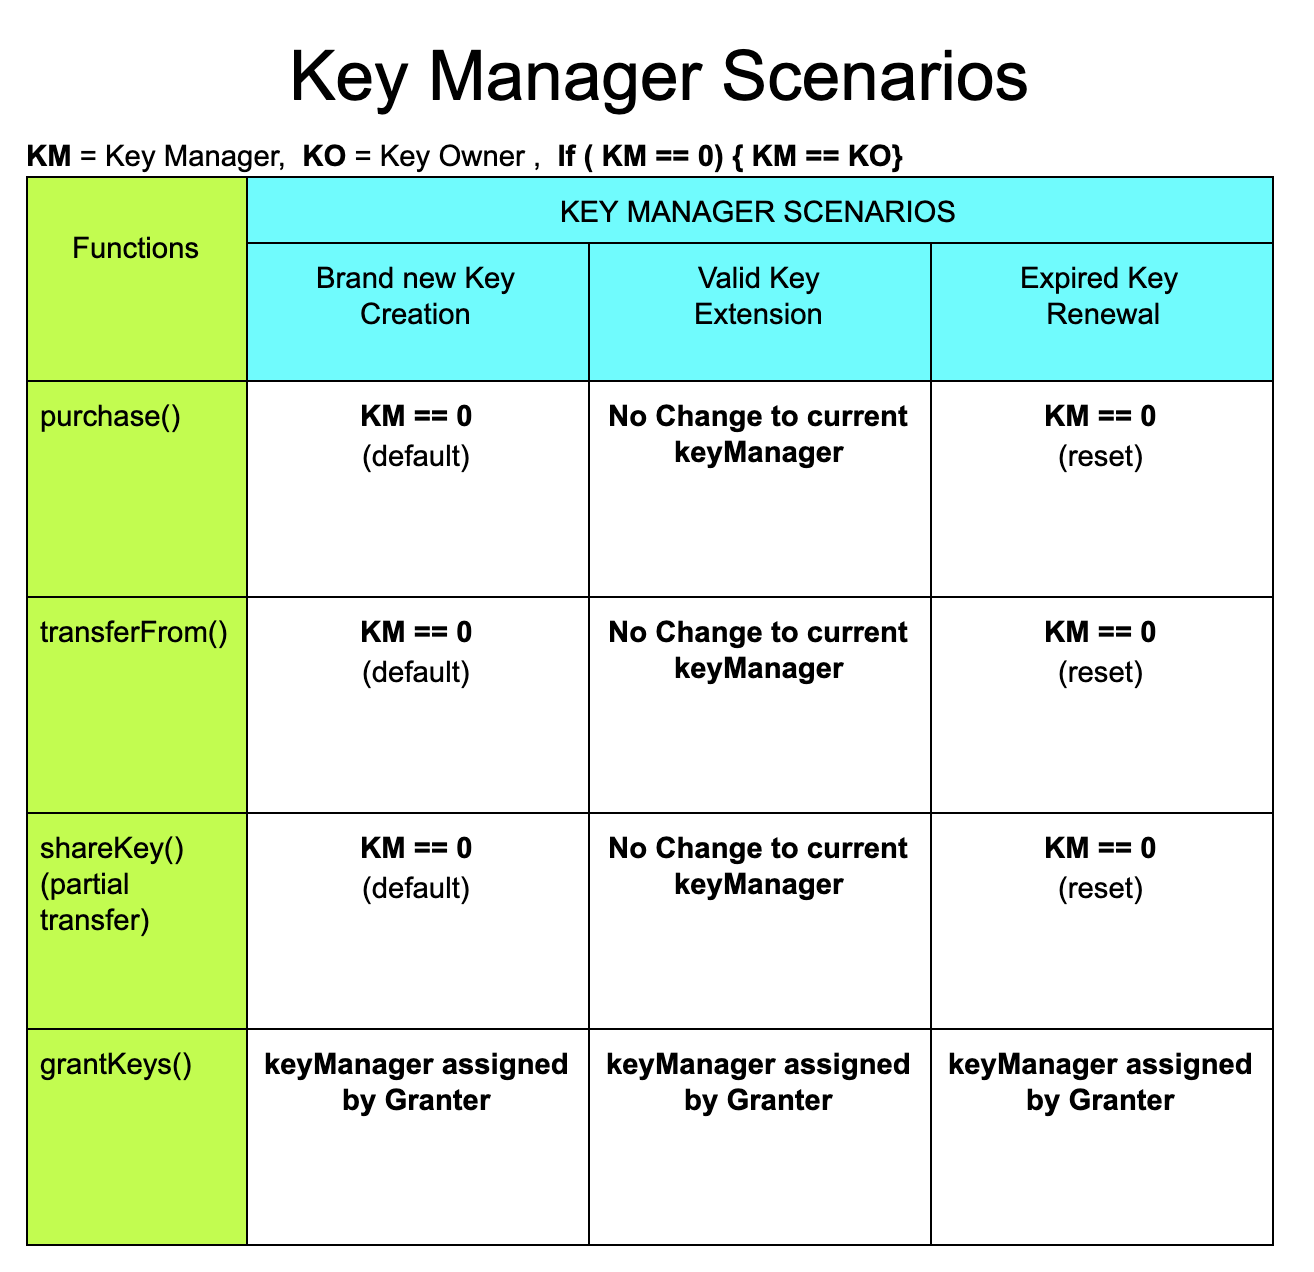 Key Manager Scenarios
KM = Key Manager,  KO = Key Owner ,  If ( KM == 0) { KM == KO}
Functions
KEY MANAGER SCENARIOS
Brand new Key
Creation
Valid Key
Extension
Expired Key
Renewal
purchase()
KM == 0
(default)
No Change to current
keyManager
KM == 0
(reset)
transferFrom()
KM == 0
(default)
No Change to current
keyManager
KM == 0
(reset)
shareKey()
(partial
transfer)
KM == 0
(default)
No Change to current
keyManager
KM == 0
(reset)
grantKeys()
keyManager assigned
by Granter
keyManager assigned
by Granter
keyManager assigned
by Granter